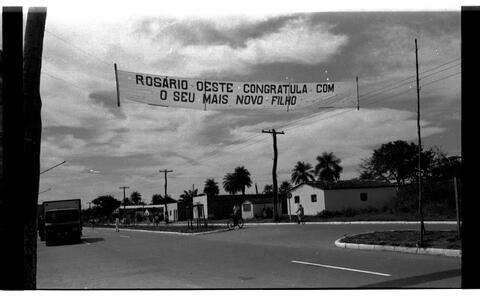 ROSÁRIO OESTE CONGRATULA COM
O SEU MAIS NOVO FILHO